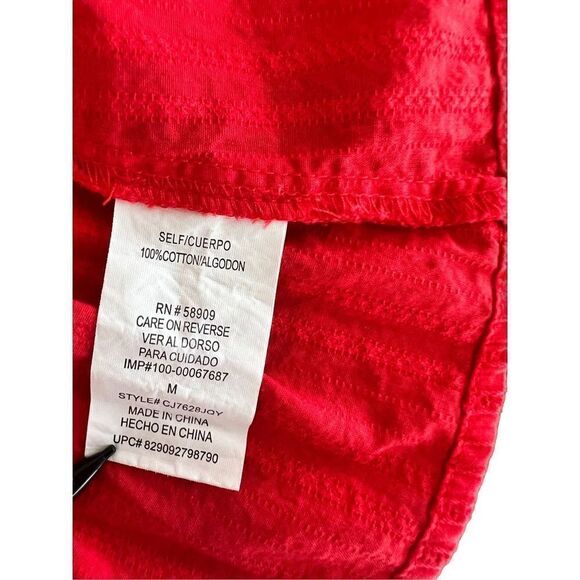 SELF/CUERPO
100%COTTON/ALGODON
RN # 58909
CARE ON REVERSE
VER AL DORSO
PARA CUIDADO
IMP#100-00067687
M
STYLE# CJ7628JQY
MADE IN CHINA
HECHO EN CHINA
UPC# 829092798790